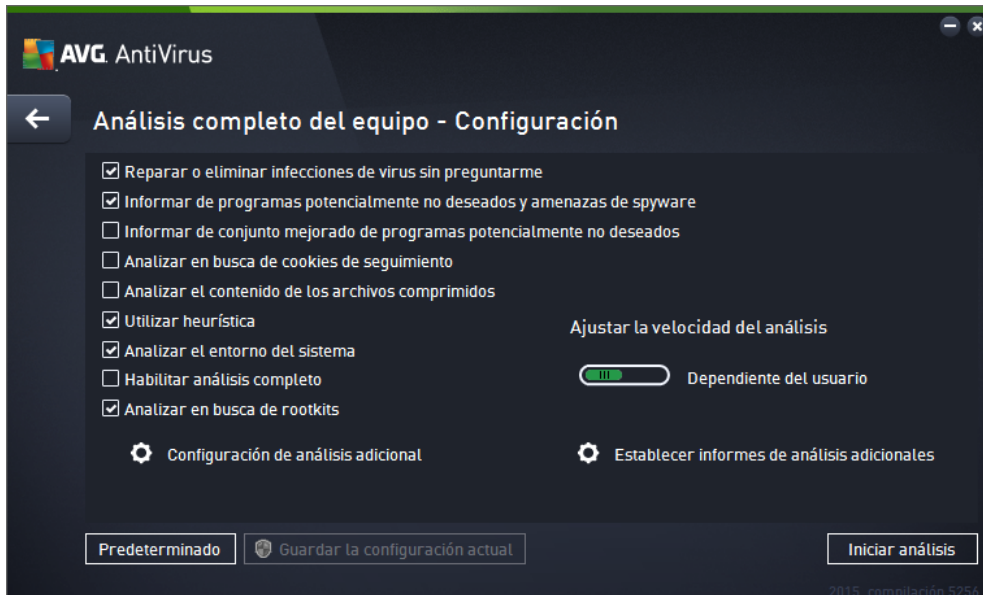 AVG. AntiVirus
Análisis completo del equipo - Configuración
Reparar o eliminar infecciones de virus sin preguntarme
Informar de programas potencialmente no deseados y amenazas de spyware
Informar de conjunto mejorado de programas potencialmente no deseados
Analizar en busca de cookies de seguimiento
Analizar el contenido de los archivos comprimidos
Utilizar heurística
Analizar el entorno del sistema
Habilitar análisis completo
Analizar en busca de rootkits
Ajustar la velocidad del análisis
Dependiente del usuario
Configuración de análisis adicional
Establecer informes de análisis adicionales
Predeterminado
Guardar la configuración actual
Iniciar análisis
2015, compilación 5256